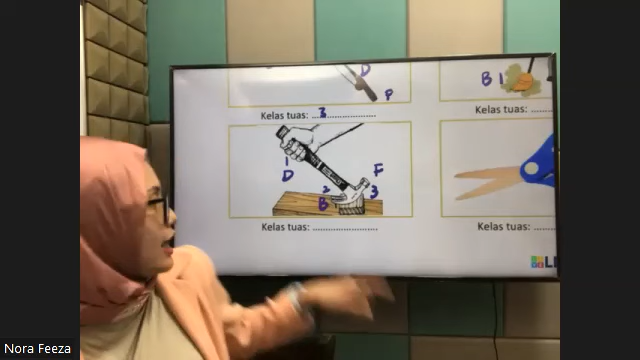 D
P
B 1
Kelas tuas: ...3...................
Kelas tuas: ............
1
D
F
2
3
B
Kelas tuas: ..........................
Kelas tuas: ............
Nora Feeza